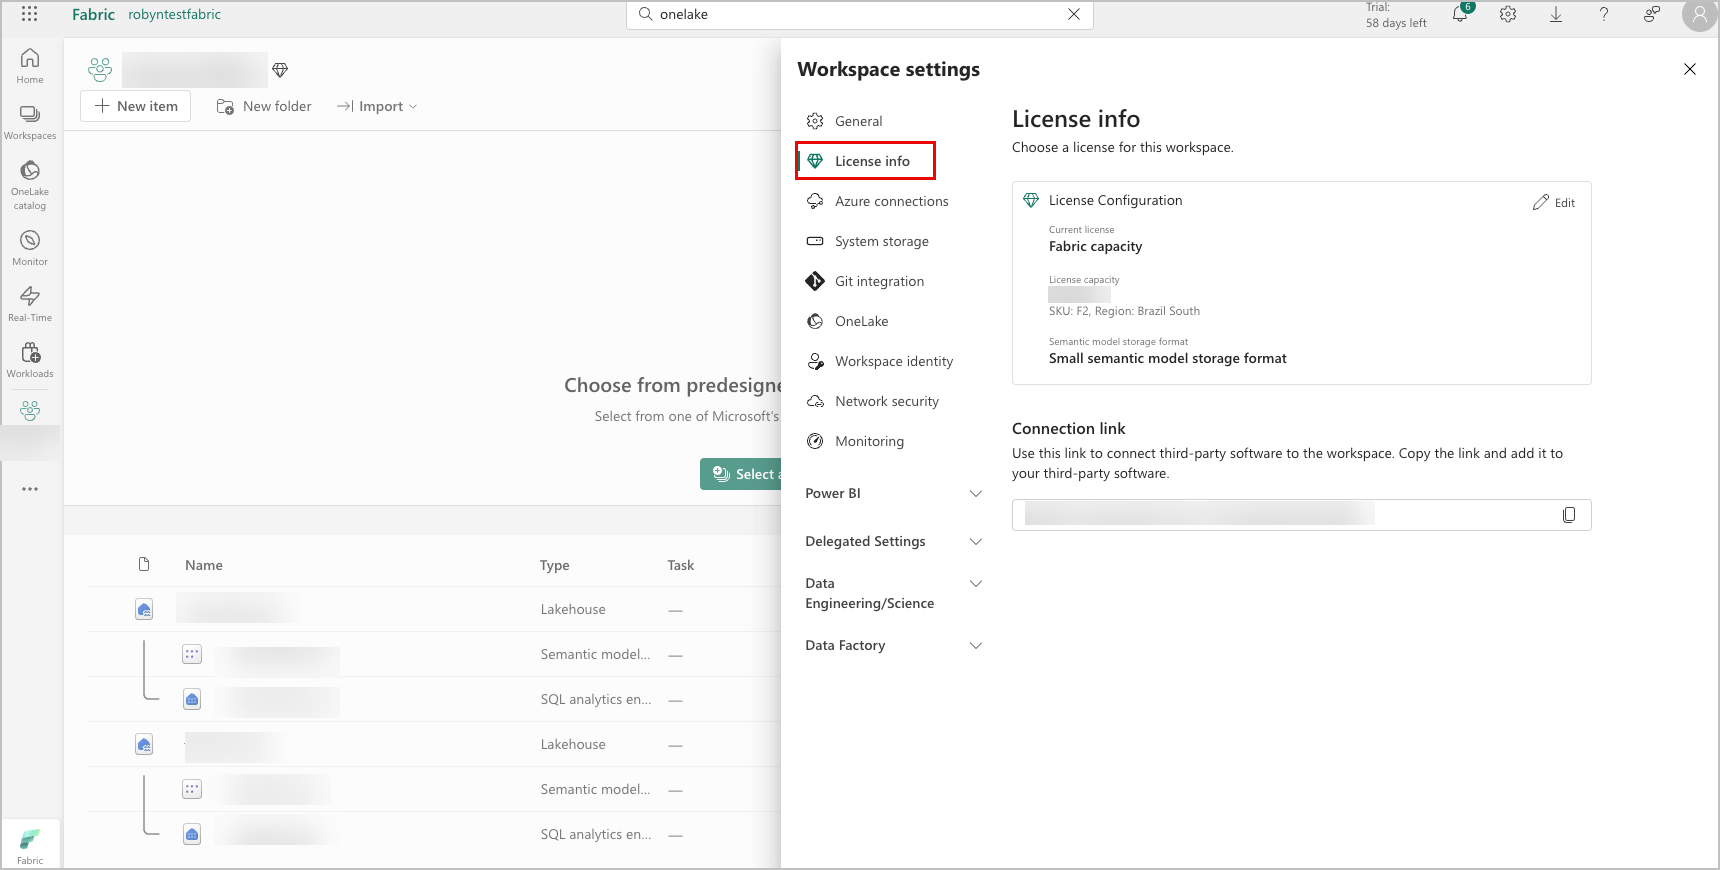 Fabric robyntestfabric
onelake
Trial:
58 days left
6
Home
Workspaces
OneLake
catalog
Monitor
Real-Time
Workloads
Fabric
New item
New folder
Import
Choose from predesigne
Select from one of Microsoft's
Select a
Name Type Task
Lakehouse —
Semantic model... —
SQL analytics en... —
Lakehouse —
Semantic model... —
SQL analytics en... —
Workspace settings
General
License info
Azure connections
System storage
Git integration
OneLake
Workspace identity
Network security
Monitoring
Power BI
Delegated Settings
Data
Engineering/Science
Data Factory
License info
Choose a license for this workspace.
License Configuration
Edit
Current license
Fabric capacity
License capacity
SKU: F2, Region: Brazil South
Semantic model storage format
Small semantic model storage format
Connection link
Use this link to connect third-party software to the workspace. Copy the link and add it to
your third-party software.